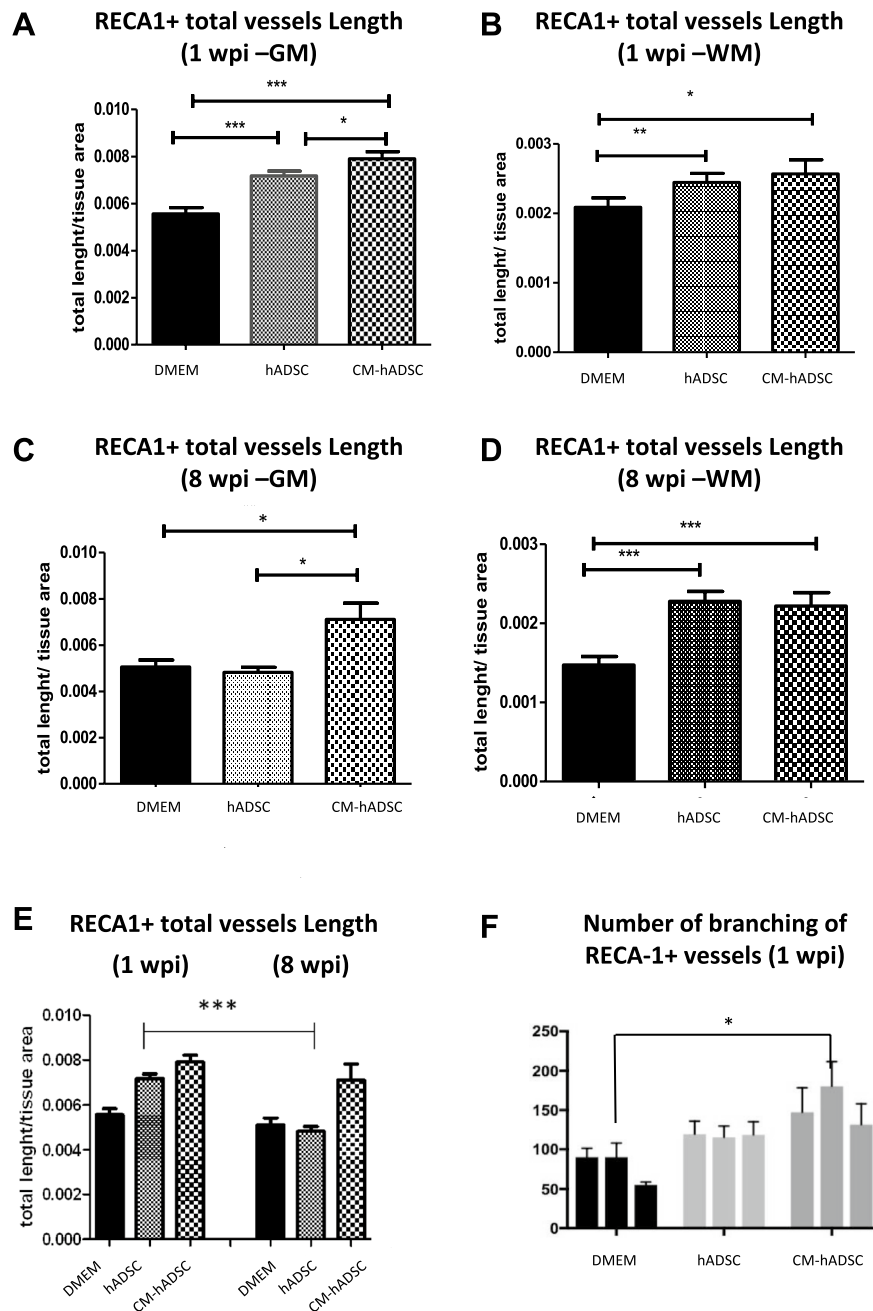 A
RECA1+ total vessels Length
(1 wpi –GM)
***
***
*
total lenght/tissue area
0.010
0.008
0.006
0.004
0.002
0.000
DMEM
hADSC
CM-hADSC
B
RECA1+ total vessels Length
(1 wpi –WM)
*
**
total lenght/ tissue area
0.003
0.002
0.001
0.000
DMEM
hADSC
CM-hADSC
C
RECA1+ total vessels Length
(8 wpi –GM)
*
*
total lenght/ tissue area
0.010
0.008
0.006
0.004
0.002
0.000
DMEM
hADSC
CM-hADSC
D
RECA1+ total vessels Length
(8 wpi –WM)
***
***
total lenght/ tissue area
0.003
0.002
0.001
0.000
DMEM
hADSC
CM-hADSC
E
RECA1+ total vessels Length
(1 wpi)
(8 wpi)
***
total lenght/tissue area
0.010
0.008
0.006
0.004
0.002
0.000
DMEM
hADSC
CM-hADSC
DMEM
hADSC
CM-hADSC
F
Number of branching of
RECA-1+ vessels (1 wpi)
*
250
200
150
100
50
0
DMEM
hADSC
CM-hADSC